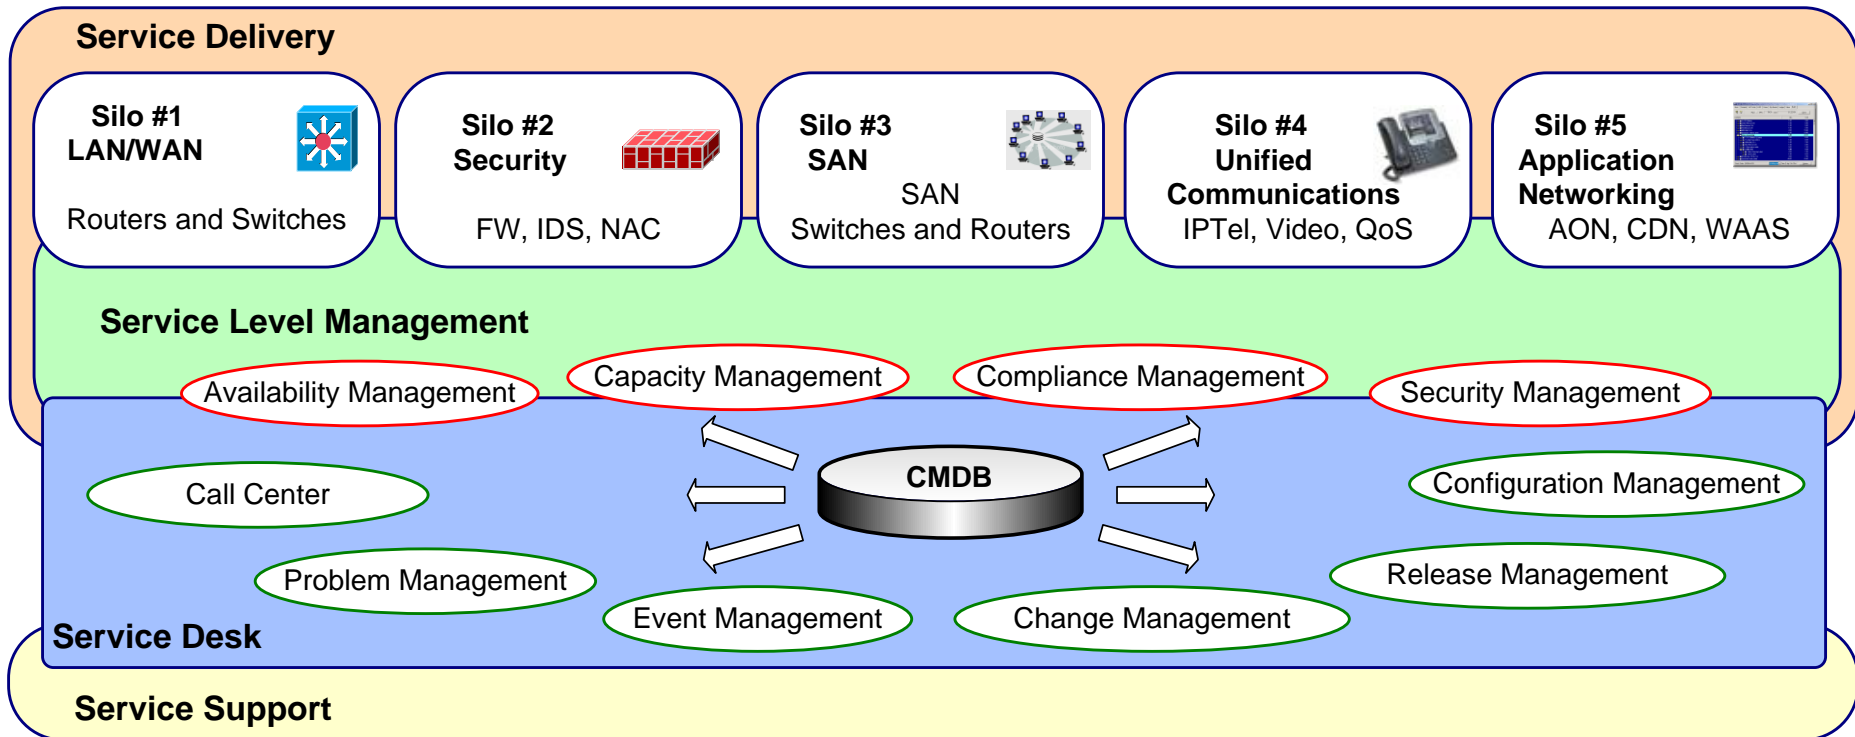 Service Delivery
Silo #1
LAN/WAN
Routers and Switches
Silo #2
Security
FW, IDS, NAC
Silo #3
SAN
SAN
Switches and Routers
Silo #4
Unified
Communications
IPTel, Video, QoS
Silo #5
Application
Networking
AON, CDN, WAAS
Service Level Management
Availability Management
Capacity Management
Compliance Management
Security Management
CMDB
Call Center
Configuration Management
Problem Management
Release Management
Event Management
Change Management
Service Desk
Service Support